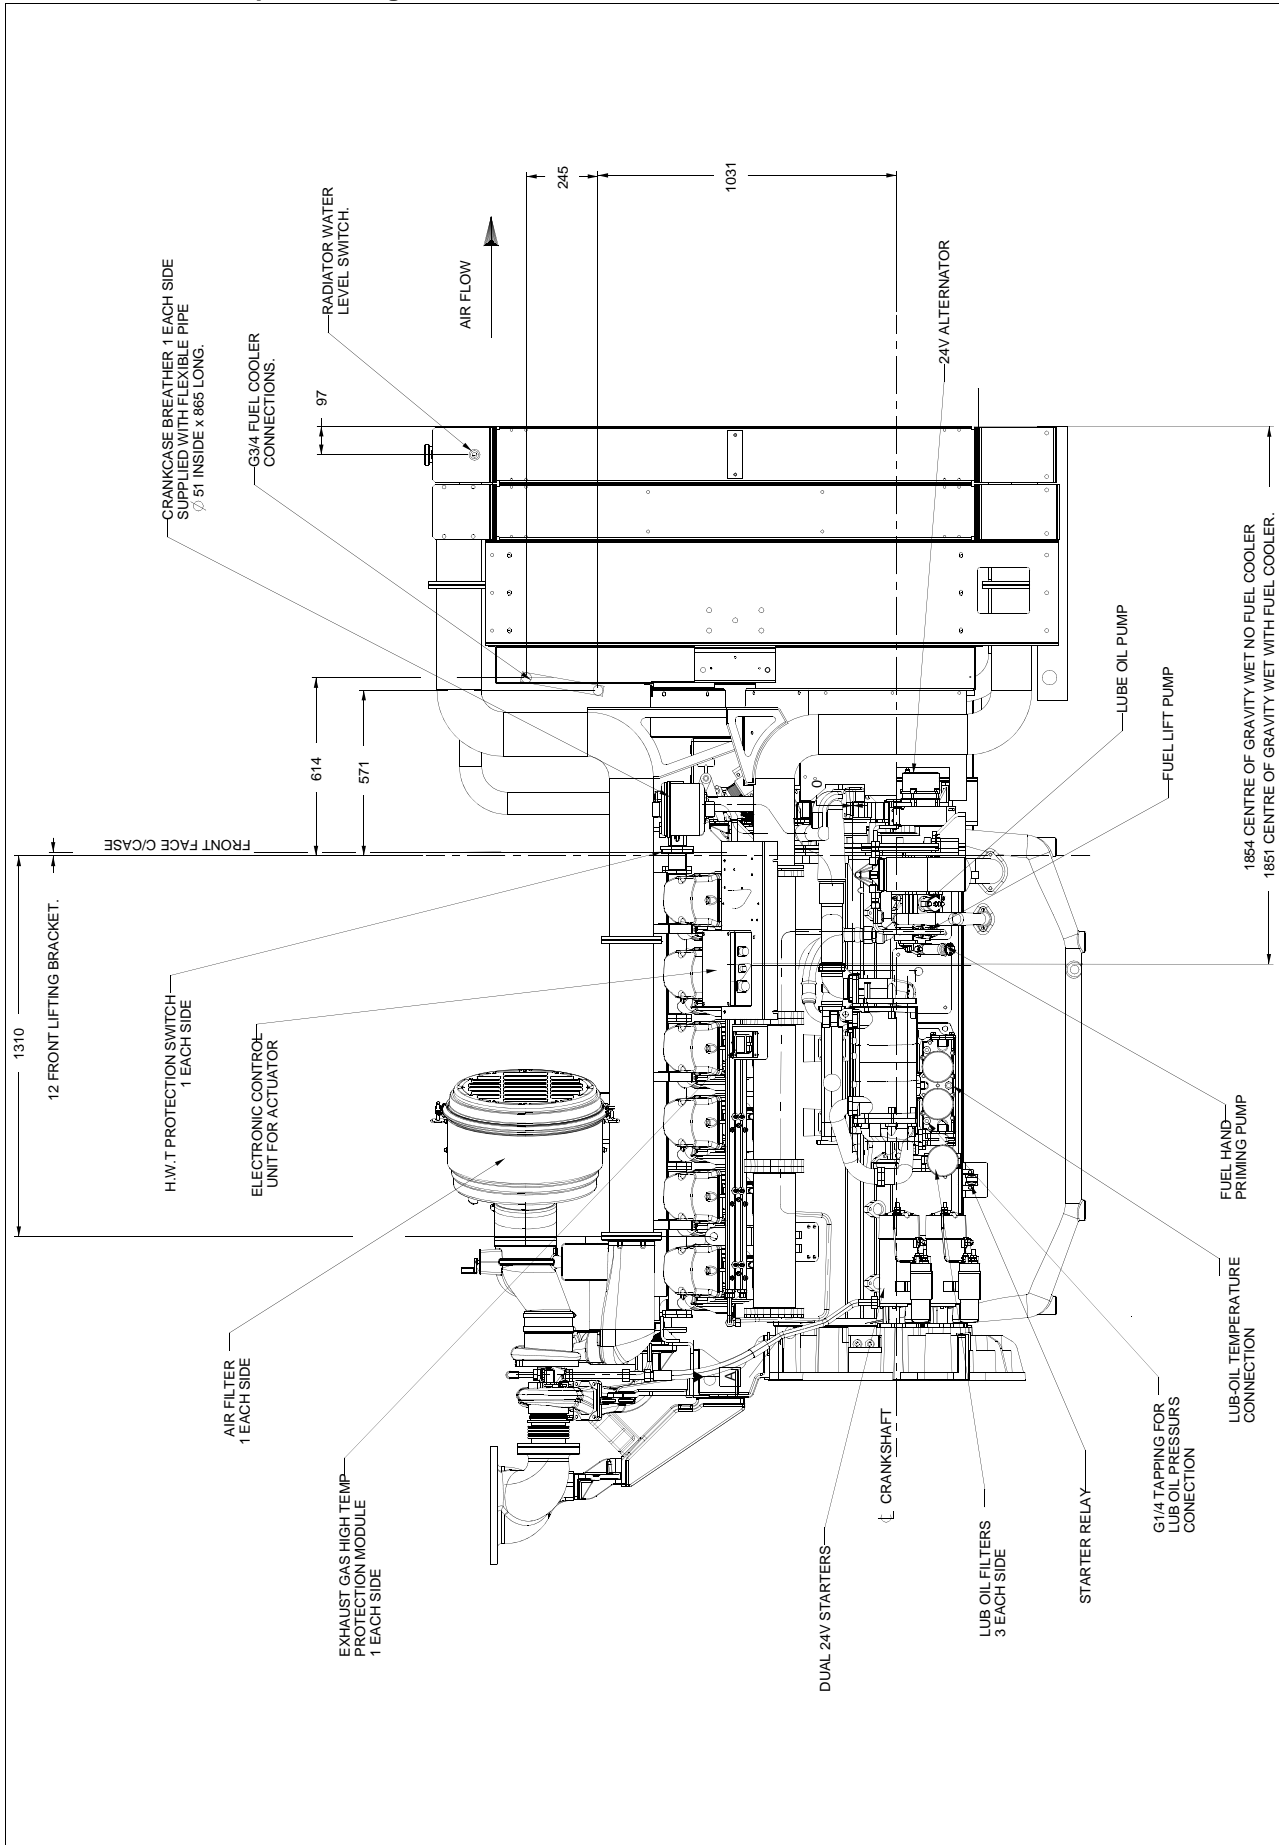 1310
12 FRONT LIFTING BRACKET.
FRONT FACE C/CASE
614
571
CRANKCASE BREATHER 1 EACH SIDE
SUPPLIED WITH FLEXIBLE PIPE
∅ 51 INSIDE x 865 LONG.
G3/4 FUEL COOLER
CONNECTIONS.
RADIATOR WATER
LEVEL SWITCH.
97
AIR FLOW
245
1031
24V ALTERNATOR
H.W.T PROTECTION SWITCH
1 EACH SIDE
ELECTRONIC CONTROL
UNIT FOR ACTUATOR
AIR FILTER
1 EACH SIDE
EXHAUST GAS HIGH TEMP
PROTECTION MODULE
1 EACH SIDE
A
DUAL 24V STARTERS
CRANKSHAFT
LUB OIL FILTERS
3 EACH SIDE
STARTER RELAY
G1/4 TAPPING FOR
LUB OIL PRESSURS
CONECTION
LUB-OIL-TEMPERATURE
CONNECTION
FUEL HAND
PRIMING PUMP
FUEL LIFT PUMP
LUBE OIL PUMP
1854 CENTRE OF GRAVITY WET NO FUEL COOLER
1851 CENTRE OF GRAVITY WET WITH FUEL COOLER.